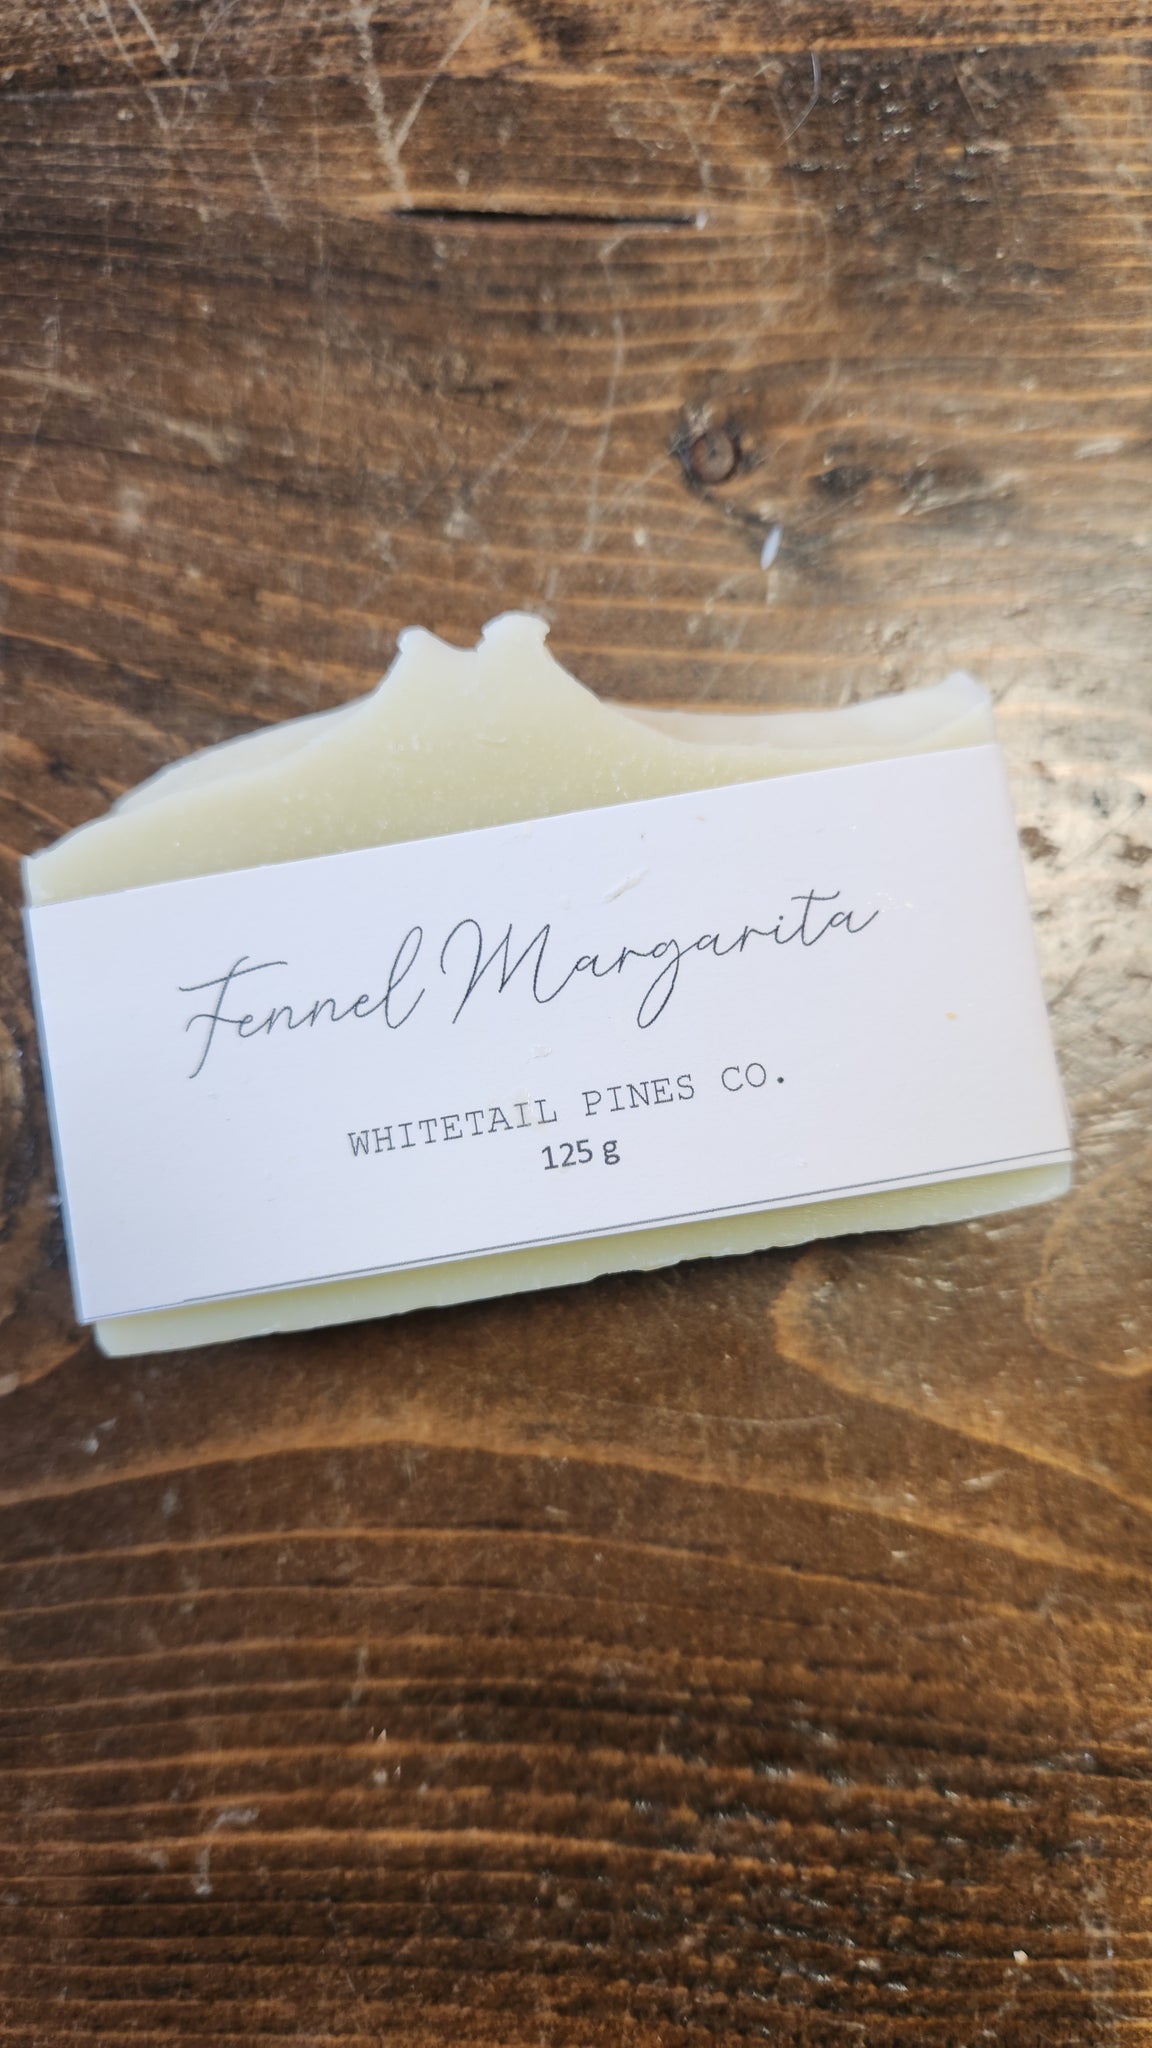 Fennel Margarita
WHITETAIL PINES CO.
125 g